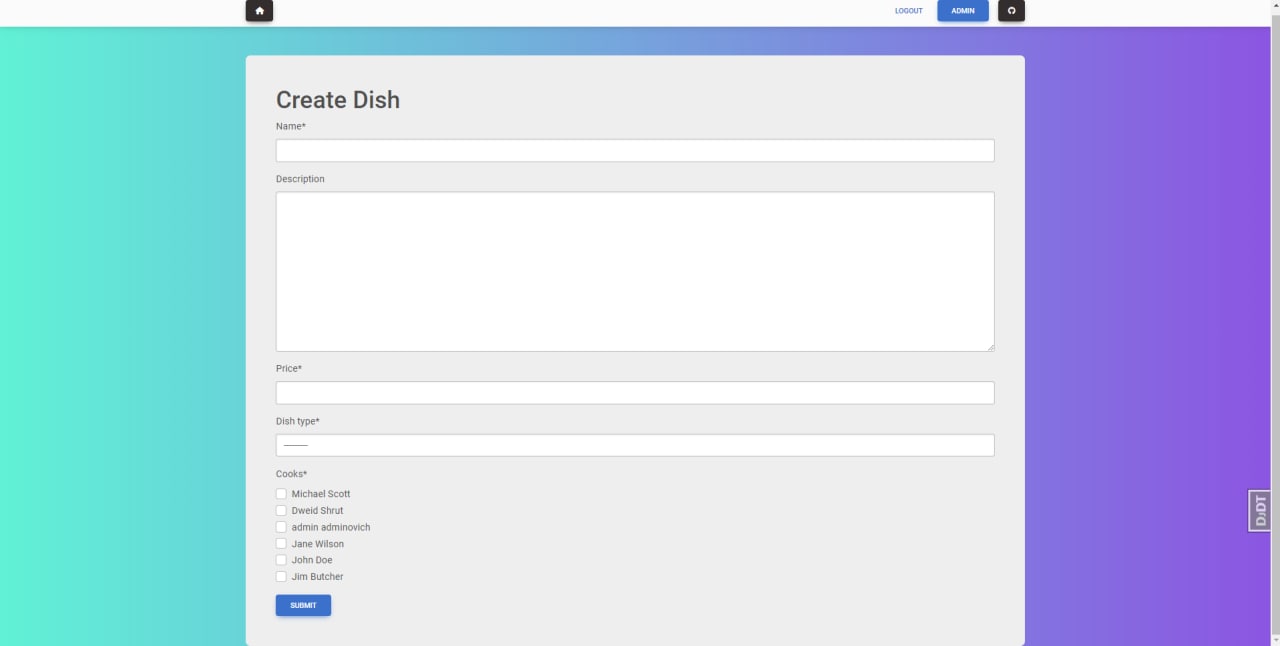 LOGOUT
ADMIN
Create Dish
Name*
Description
Price*
Dish type*
---------
Cooks*
Michael Scott
Dweid Shrut
admin adminovich
Jane Wilson
John Doe
Jim Butcher
SUBMIT
DJDT